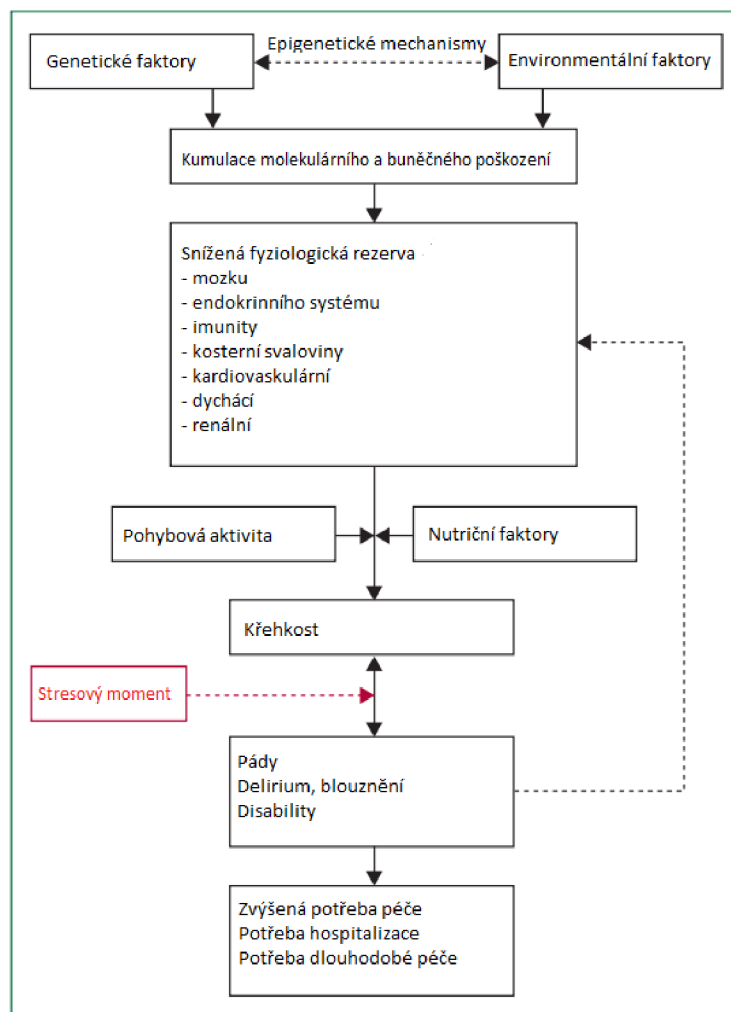 Epigenetické mechanismy
Genetické faktory
Environmentální faktory
Kumulace molekulárního a buněčného poškození
Snížená fyziologická rezerva
- mozku
- endokrinního systému
- imunity
- kosterní svaloviny
- kardiovaskulární
- dýchácí
- renální
Pohybová aktivita
Nutriční faktory
Křehkost
Stresový moment
Pády
Delirium, blouznění
Disability
Zvýšená potřeba péče
Potřeba hospitalizace
Potřeba dlouhodobé péče